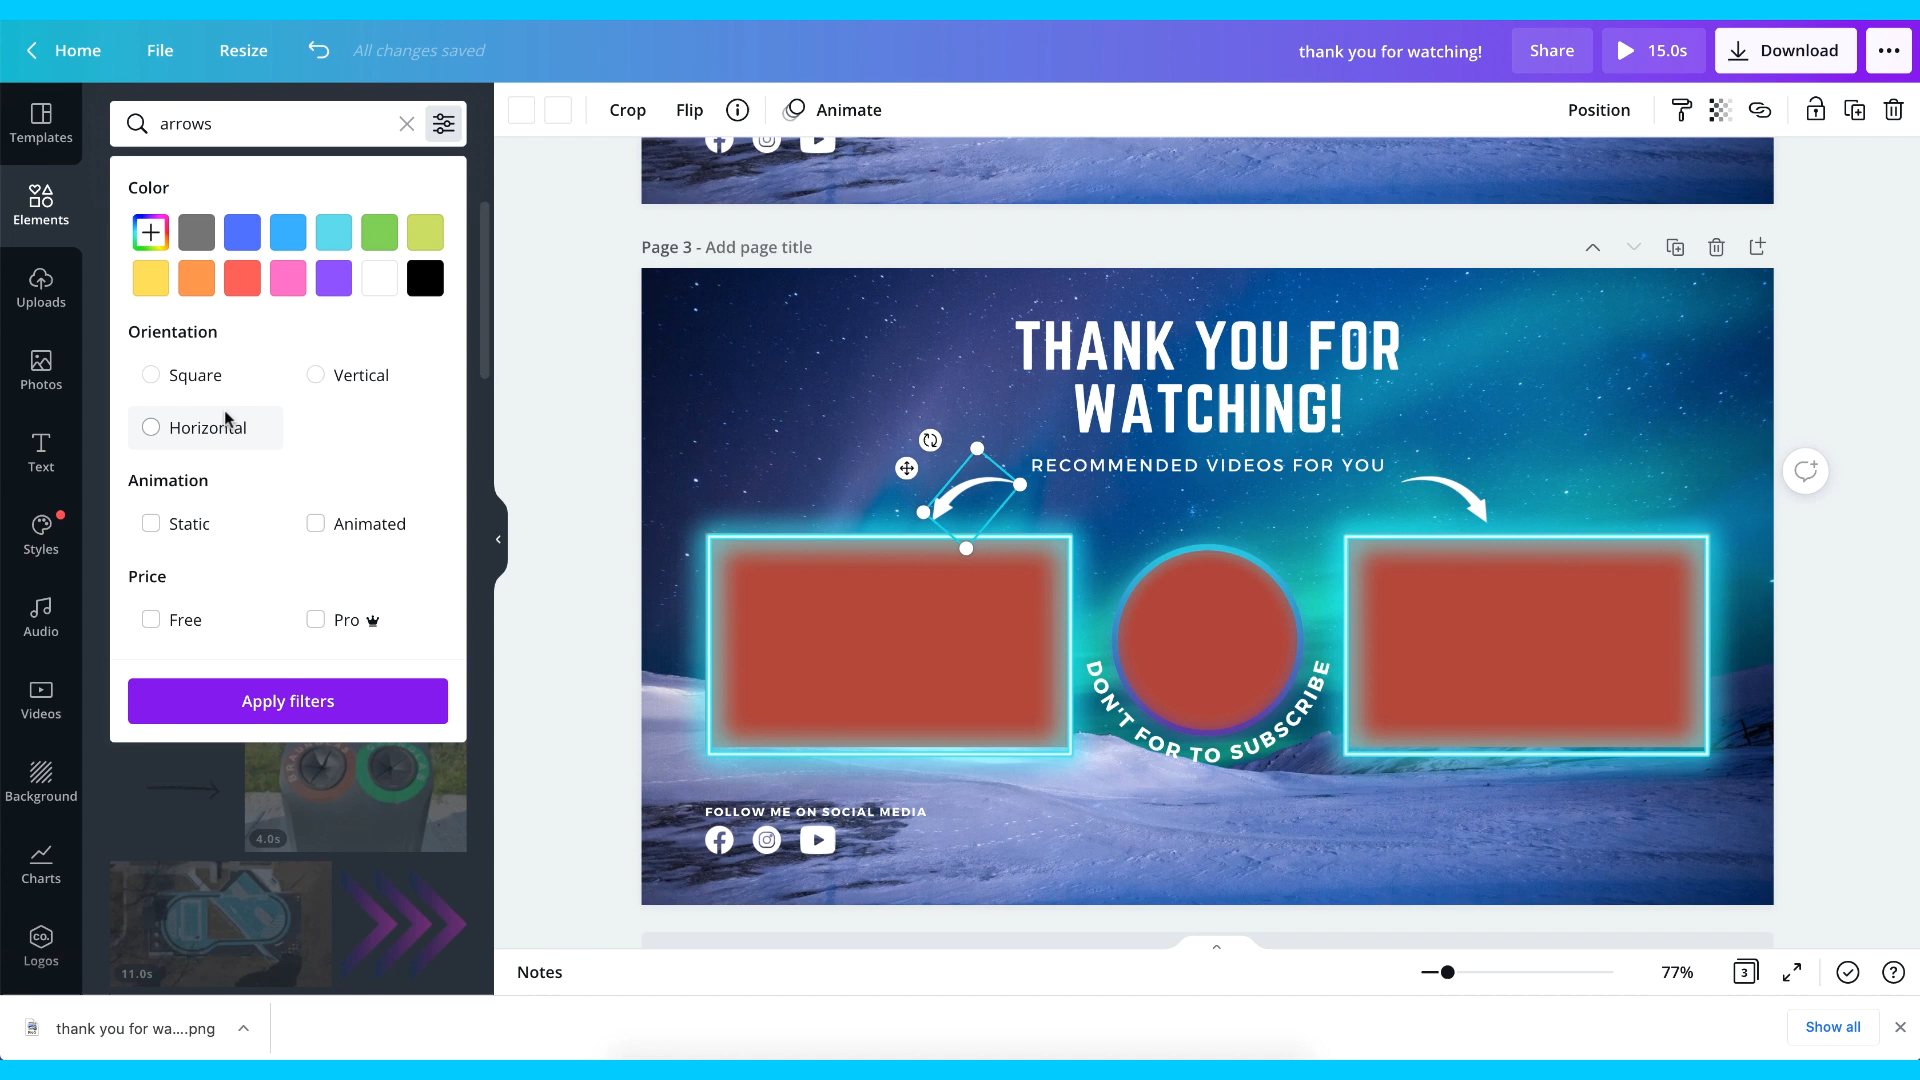 Home
File
Resize
All changes saved
thank you for watching!
Share
15.0s
Download
Templates
Elements
Uploads
Photos
Text
Styles
Audio
Videos
Background
Charts
CO.
Logos
arrows
Color
Orientation
Square
Vertical
Horizontal
Animation
Static
Animated
Price
Free
Pro
Apply filters
4.0s
11.0s
Crop
Flip
Animate
Position
Page 3 - Add page title
THANK YOU FOR
WATCHING!
RECOMMENDED VIDEOS FOR YOU
DON'T FOR TO SUBSCRIBE
FOLLOW ME ON SOCIAL MEDIA
Notes
77%
3
thank you for wa....png
Show all